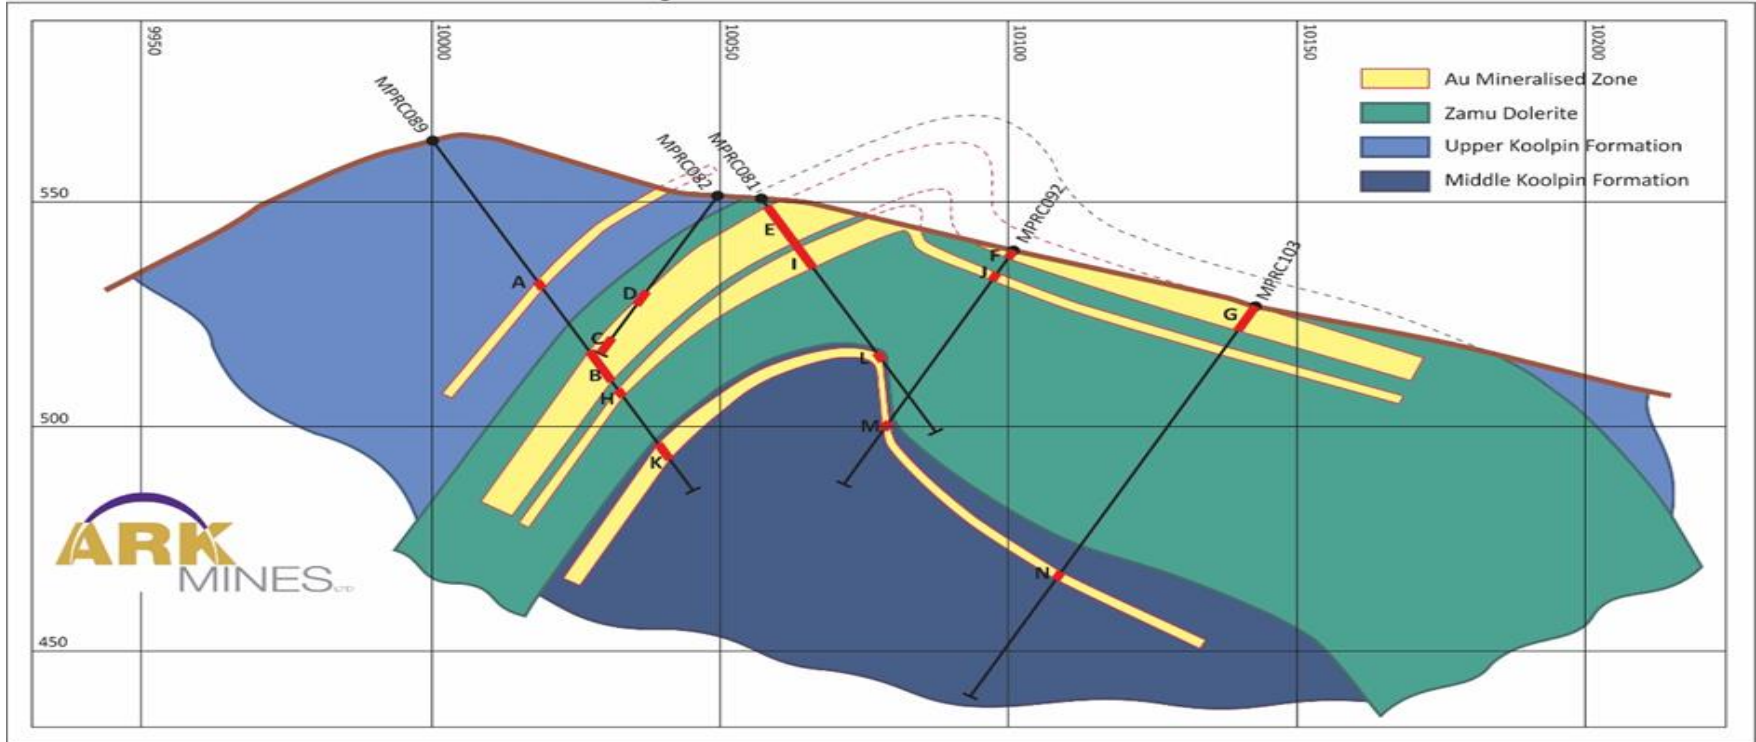 9950
10000
10050
10100
10150
10200
MPRC089
MPRC082
MPRC081
MPRC092
MPRC103
Au Mineralised Zone
Zamu Dolerite
Upper Koolpin Formation
Middle Koolpin Formation
550
500
450
A
B
C
D
E
F
G
H
I
J
K
L
M
N
ARK
MINES LTD